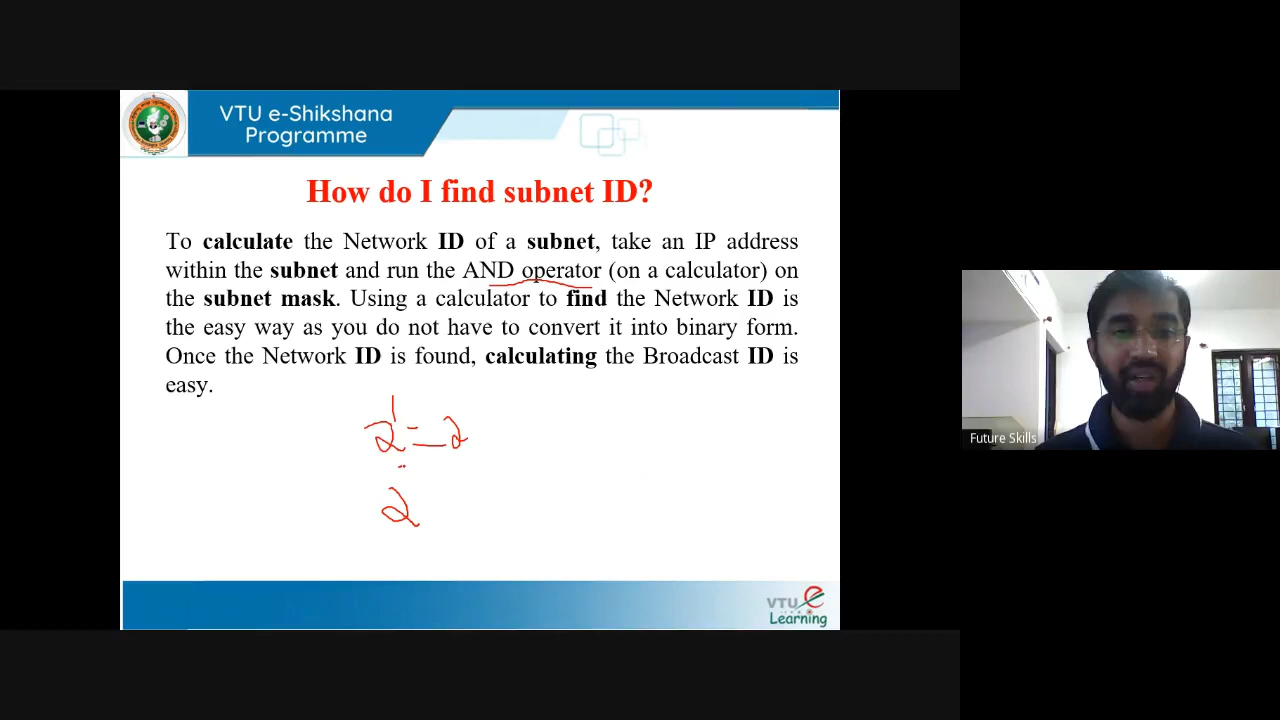 VTU e-Shikshana
Programme
How do I find subnet ID?
To calculate the Network ID of a subnet, take an IP address
within the subnet and run the AND operator (on a calculator) on
the subnet mask. Using a calculator to find the Network ID is
the easy way as you do not have to convert it into binary form.
Once the Network ID is found, calculating the Broadcast ID is
easy.
2¹ = 2
2
VTU e
Learning
Future Skills